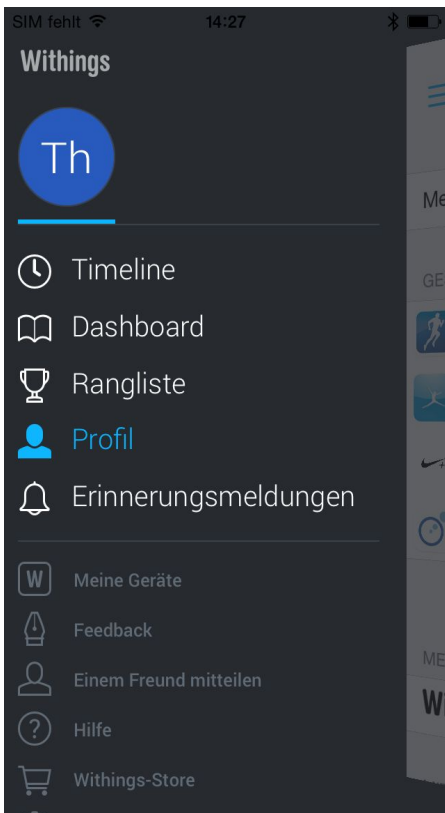 SIM fehlt 14:27
Withings
Th
Timeline
Dashboard
Rangliste
Profil
Erinnerungsmeldungen
W Meine Geräte
Feedback
Einem Freund mitteilen
? Hilfe
Withings-Store
Me
GE
ME
Wi